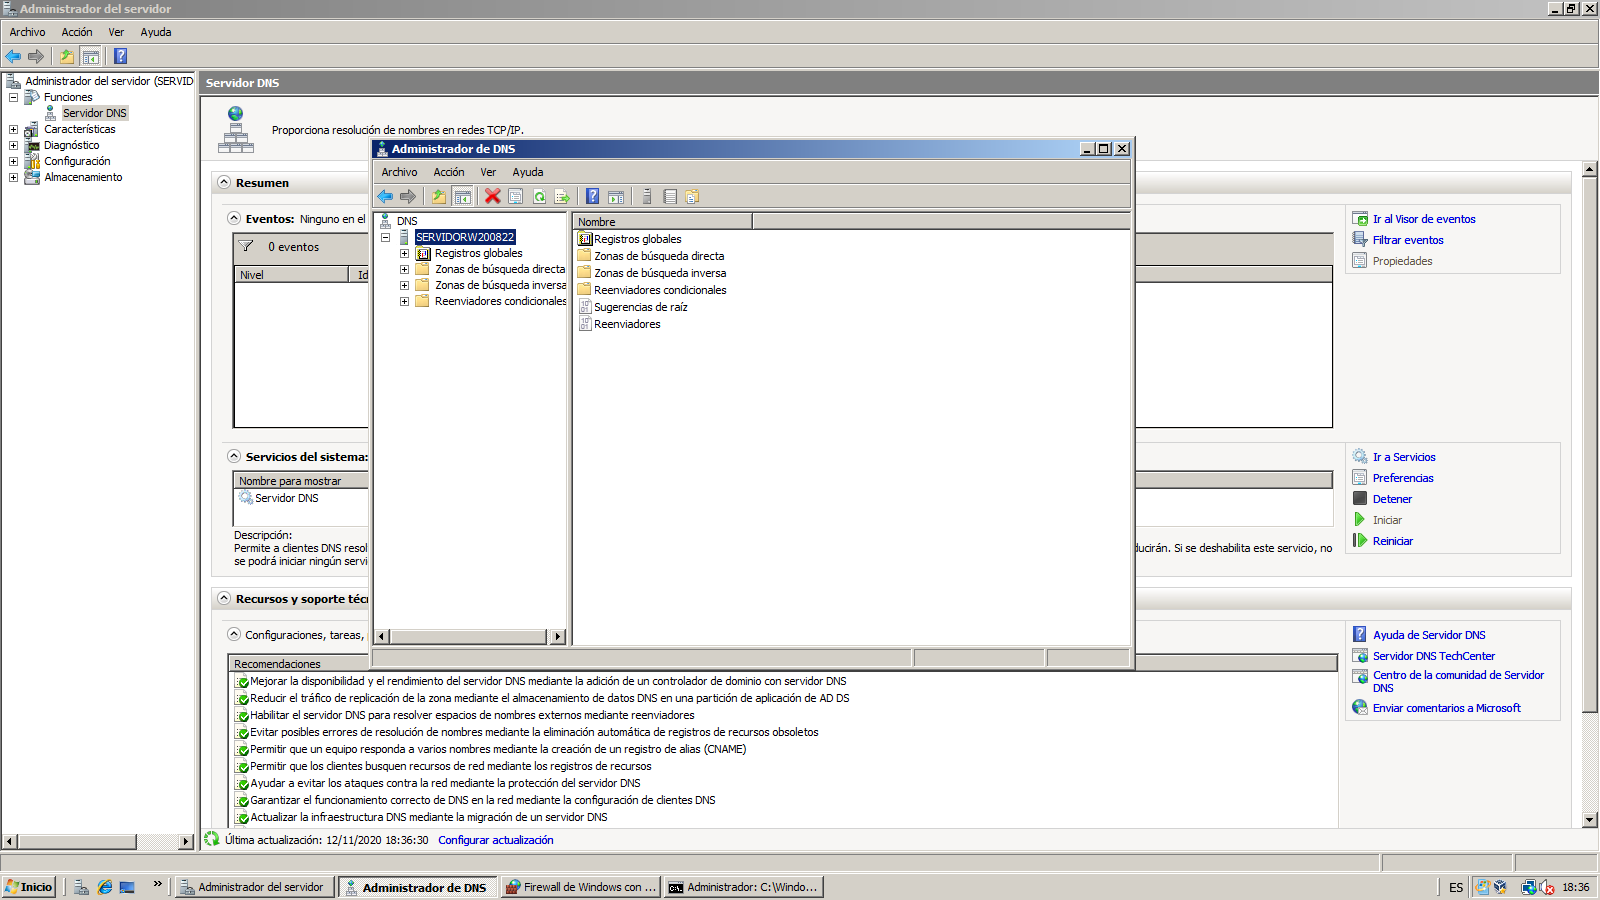 Administrador del servidor
Archivo Acción Ver Ayuda
Administrador del servidor (SERVID
Funciones
Servidor DNS
Características
Diagnóstico
Configuración
Almacenamiento
Servidor DNS
Proporciona resolución de nombres en redes TCP/IP.
Resumen
Eventos: Ninguno en el
0 eventos
Nivel Id
Ir al Visor de eventos
Filtrar eventos
Propiedades
Servicios del sistema:
Nombre para mostrar
Servidor DNS
Descripción:
Permite a clientes DNS resol
ducirán. Si se deshabilita este servicio, no
se podrá iniciar ningún servi
Ir a Servicios
Preferencias
Detener
Iniciar
Reiniciar
Recursos y soporte téc
Configuraciones, tareas,
Recomendaciones
Mejorar la disponibilidad y el rendimiento del servidor DNS mediante la adición de un controlador de dominio con servidor DNS
Reducir el tráfico de replicación de la zona mediante el almacenamiento de datos DNS en una partición de aplicación de AD DS
Habilitar el servidor DNS para resolver espacios de nombres externos mediante reenviadores
Evitar posibles errores de resolución de nombres mediante la eliminación automática de registros de recursos obsoletos
Permitir que un equipo responda a varios nombres mediante la creación de un registro de alias (CNAME)
Permitir que los clientes busquen recursos de red mediante los registros de recursos
Ayudar a evitar los ataques contra la red mediante la protección del servidor DNS
Garantizar el funcionamiento correcto de DNS en la red mediante la configuración de clientes DNS
Actualizar la infraestructura DNS mediante la migración de un servidor DNS
Ayuda de Servidor DNS
Servidor DNS TechCenter
Centro de la comunidad de Servidor
DNS
Enviar comentarios a Microsoft
Última actualización: 12/11/2020 18:36:30 Configurar actualización
Administrador de DNS
Archivo Acción Ver Ayuda
DNS
SERVIDORW200822
Registros globales
Zonas de búsqueda directa
Zonas de búsqueda inversa
Reenviadores condicionales
Nombre
Registros globales
Zonas de búsqueda directa
Zonas de búsqueda inversa
Reenviadores condicionales
Sugerencias de raíz
Reenviadores
Inicio
»
Administrador del servidor
Administrador de DNS
Firewall de Windows con ...
Administrador: C:\Windo...
ES
18:36